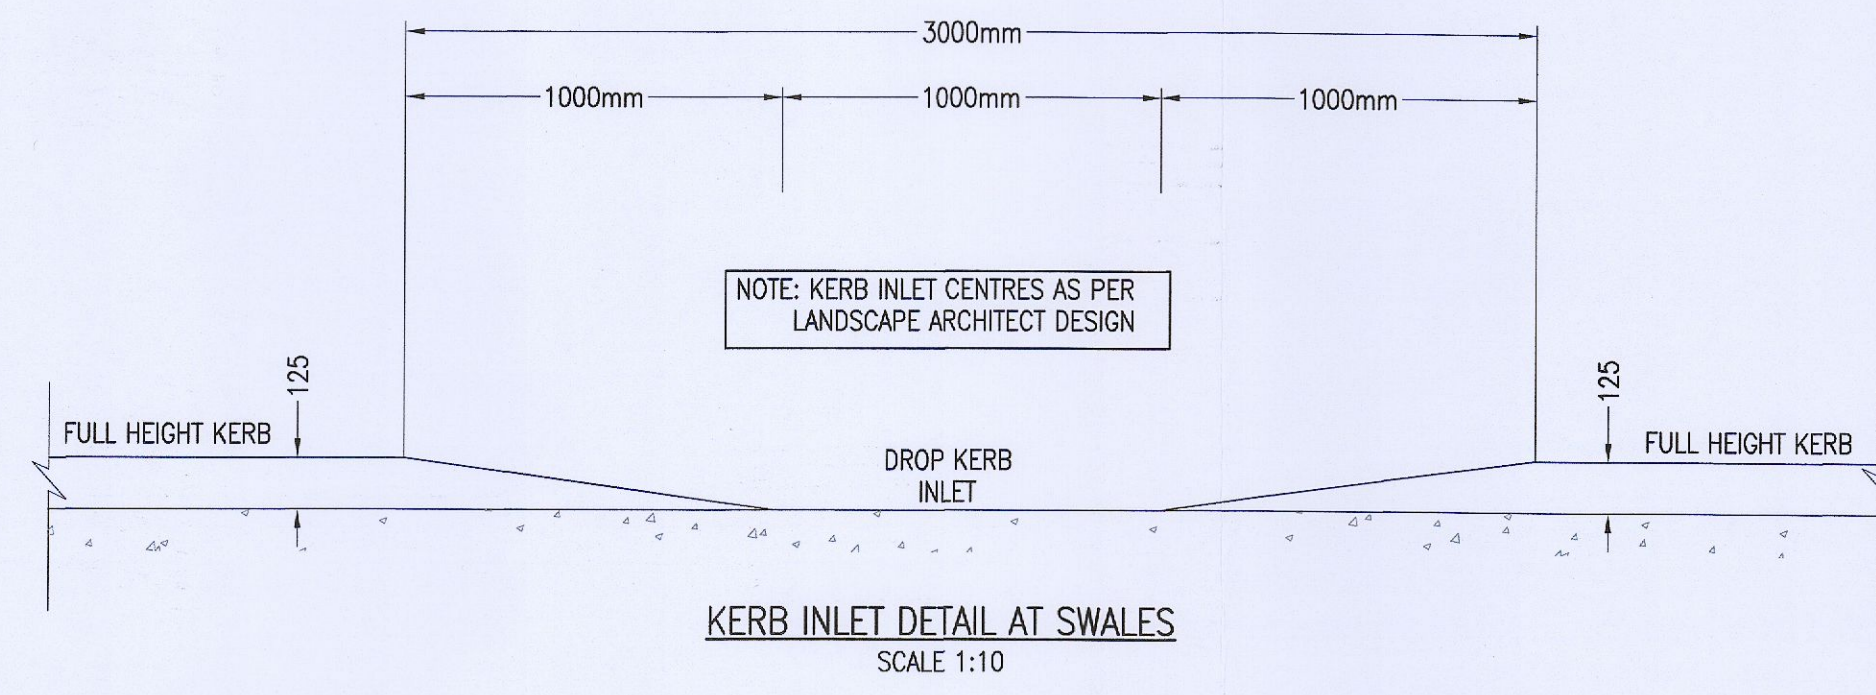 3000mm
1000mm
1000mm
1000mm
NOTE: KERB INLET CENTRES AS PER
LANDSCAPE ARCHITECT DESIGN
125
125
FULL HEIGHT KERB
FULL HEIGHT KERB
DROP KERB
INLET
KERB INLET DETAIL AT SWALES
SCALE 1:10